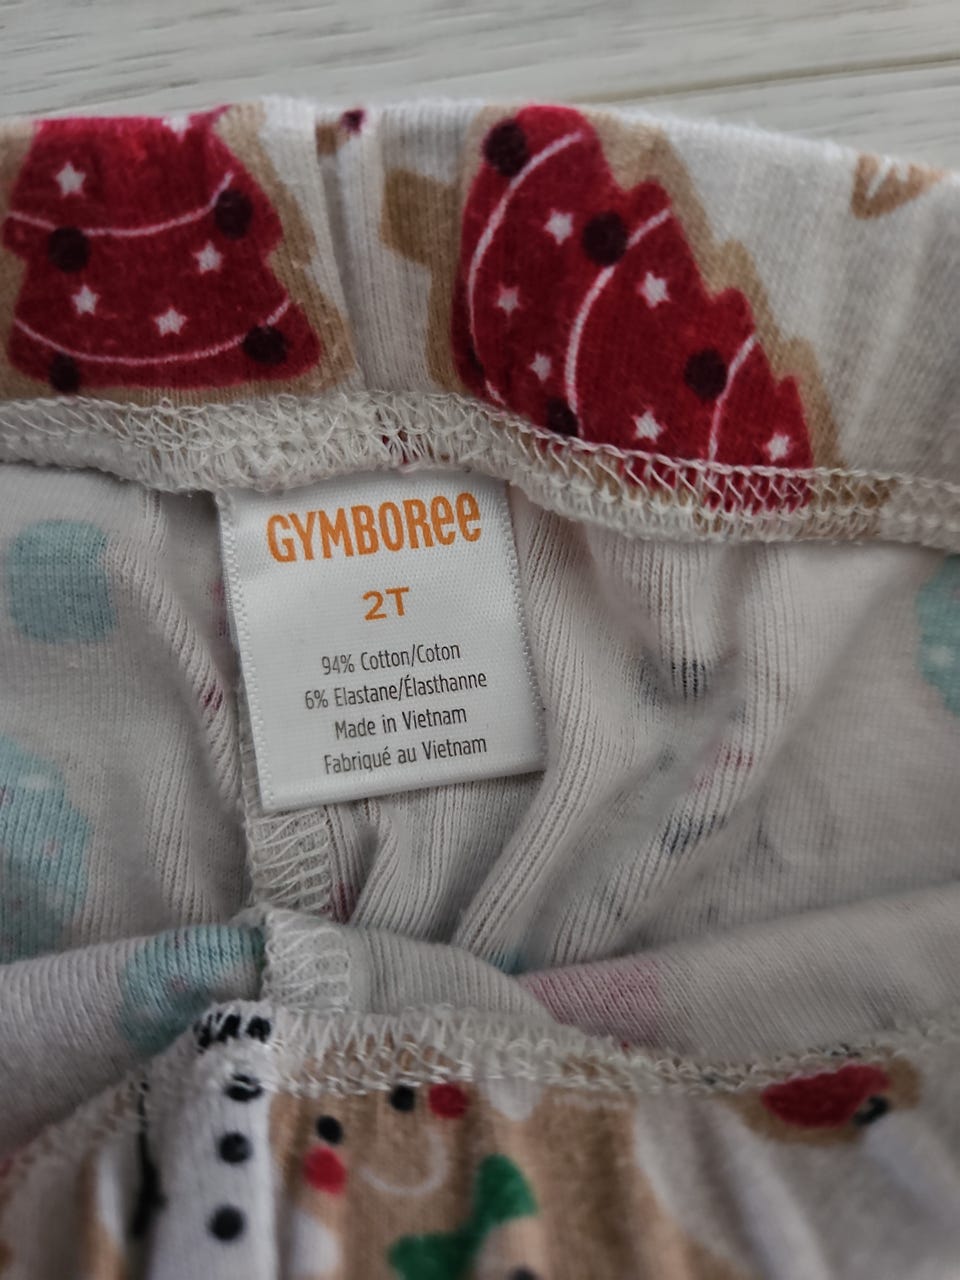 GYMBOREE
2T
94% Cotton/Coton
6% Elastane/Élasthanne
Made in Vietnam
Fabriqué au Vietnam